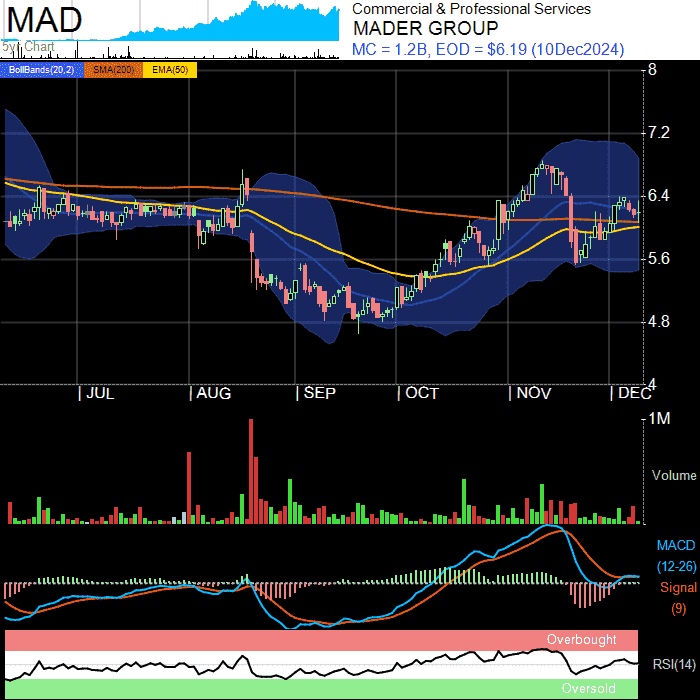 MAD
5yr Chart
Commercial & Professional Services
MADER GROUP
MC = 1.2B, EOD = $6.19 (10Dec2024)
BollBands(20,2) SMA(200) EMA(50)
8
7.2
6.4
5.6
4.8
4
| JUL | AUG | SEP | OCT | NOV | DEC
1M
Volume
MACD
(12-26)
Signal
(9)
Overbought
RSI(14)
Oversold